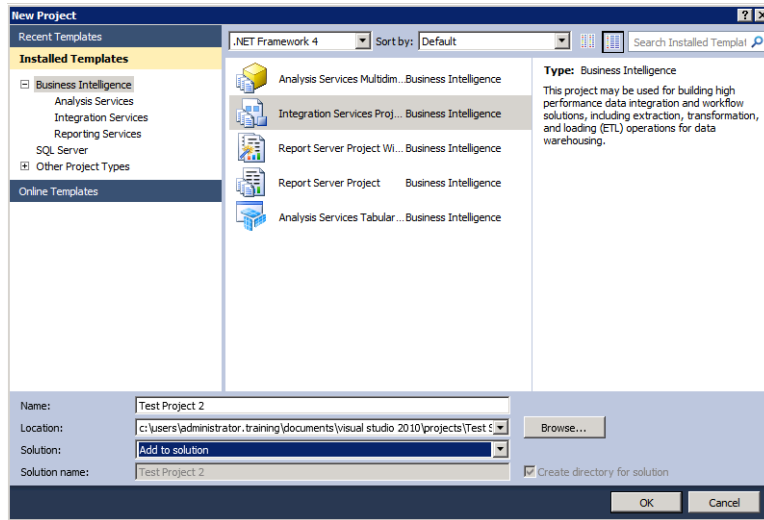 New Project
Recent Templates
.NET Framework 4
Sort by: Default
Search Installed Templat
Installed Templates
Business Intelligence
Analysis Services
Integration Services
Reporting Services
SQL Server
Other Project Types
Online Templates
Analysis Services Multidim... Business Intelligence
Integration Services Proj... Business Intelligence
Report Server Project Wi... Business Intelligence
Report Server Project Business Intelligence
Analysis Services Tabular... Business Intelligence
Type: Business Intelligence
This project may be used for building high
performance data integration and workflow
solutions, including extraction, transformation,
and loading (ETL) operations for data
warehousing.
Name: Test Project 2
Location: c:\users\administrator.training\documents\visual studio 2010\projects\Test S
Browse...
Solution: Add to solution
Solution name: Test Project 2
Create directory for solution
OK
Cancel